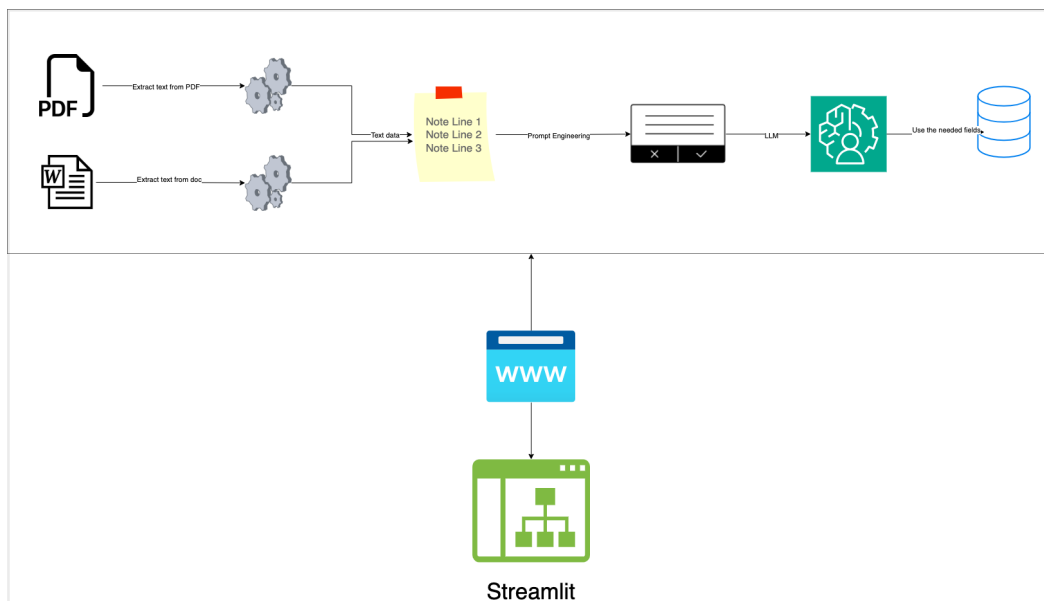 PDF
Extract text from PDF
W
Extract text from doc
Text data
Note Line 1
Note Line 2
Note Line 3
Prompt Engineering
LLM
Use the needed fields
WWW
Streamlit